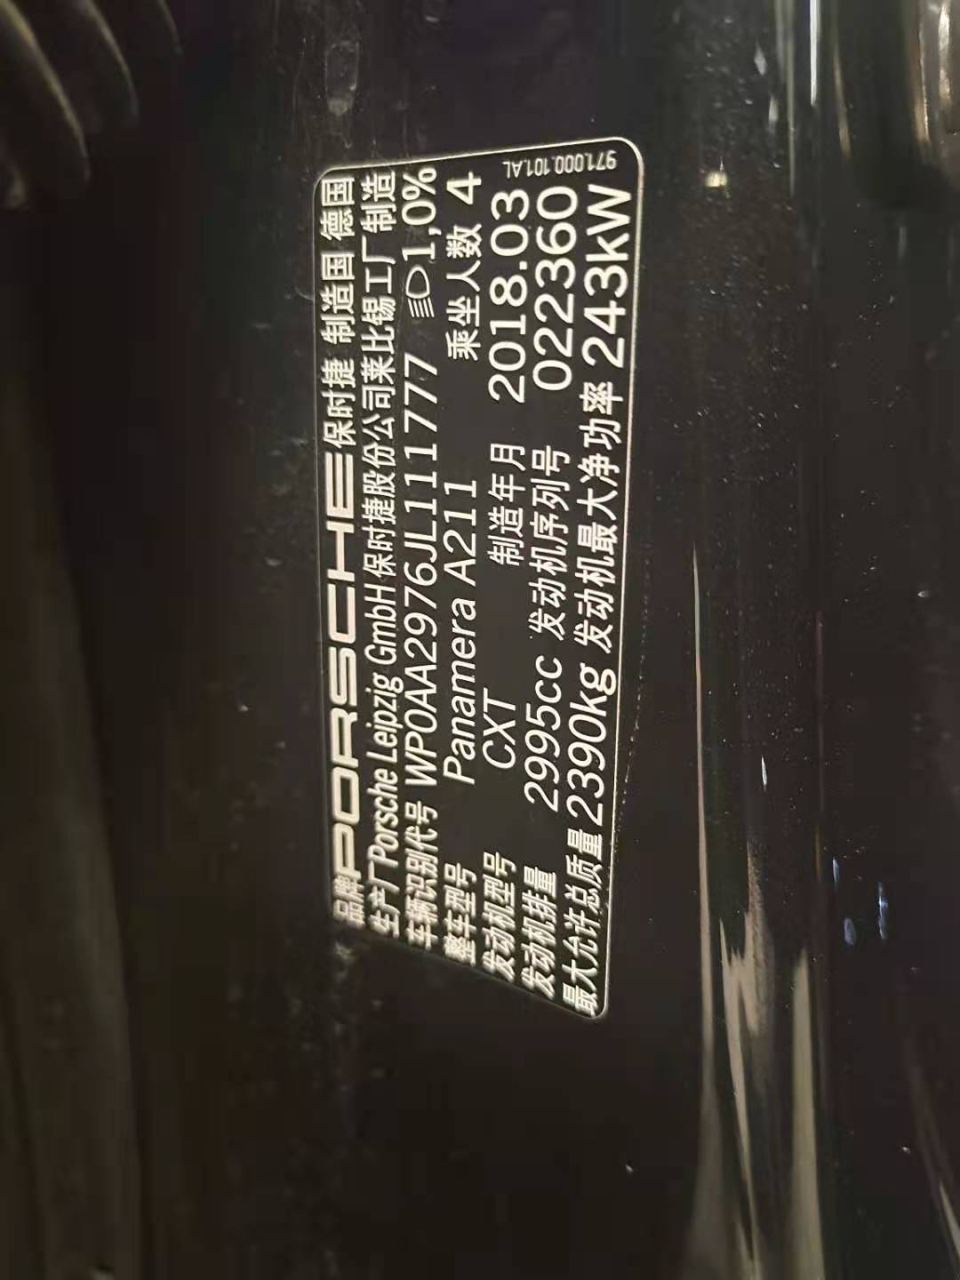 品牌 PORSCHE 保时捷 制造国 德国
生产厂 Porsche Leipzig GmbH 保时捷股份公司莱比锡工厂制造
车辆识别代号 WP0AA2976JL111777 1,0%
整车型号 Panamera A211 乘坐人数 4
发动机型号 CXT 制造年月 2018.03
发动机排量 2995cc 发动机序列号 022360
最大允许总质量 2390kg 发动机最大净功率 243kW
971.000.101.AL